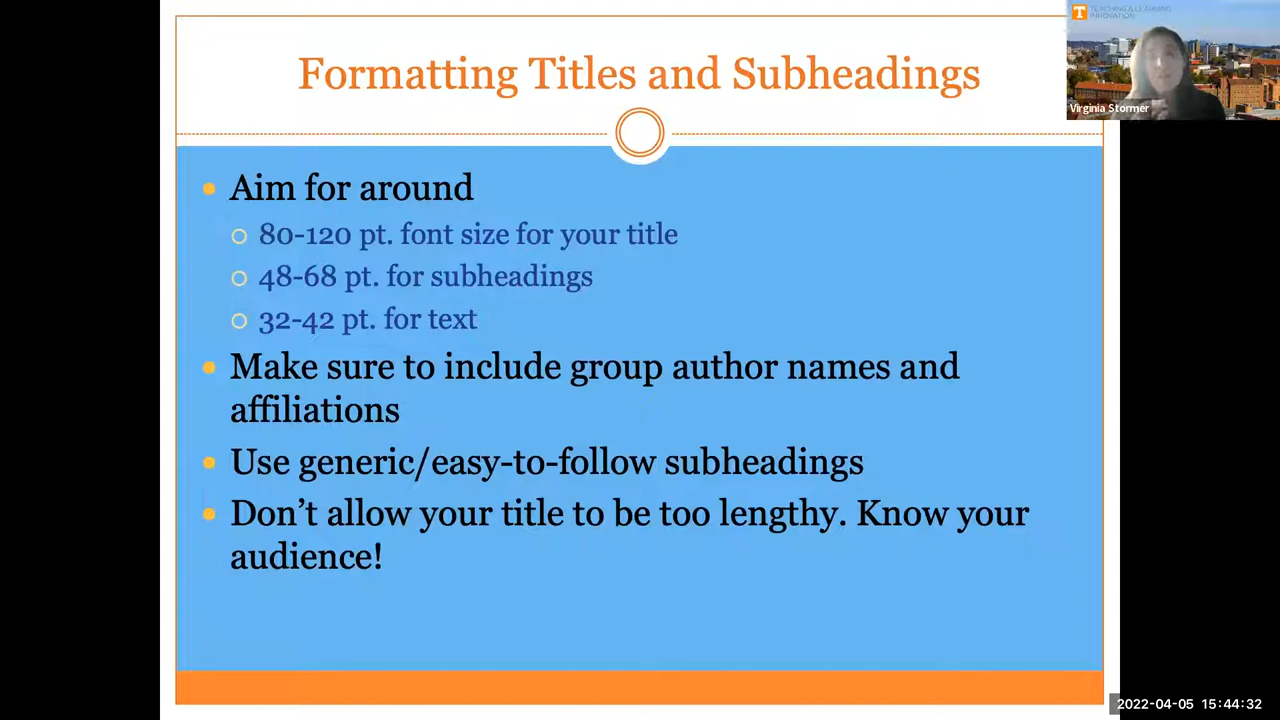 Formatting Titles and Subheadings
TEACHING & LEARNING
INNOVATION
Virginia Stormer
Aim for around
80-120 pt. font size for your title
48-68 pt. for subheadings
32-42 pt. for text
Make sure to include group author names and
affiliations
Use generic/easy-to-follow subheadings
Don’t allow your title to be too lengthy. Know your
audience!
2022-04-05 15:44:32